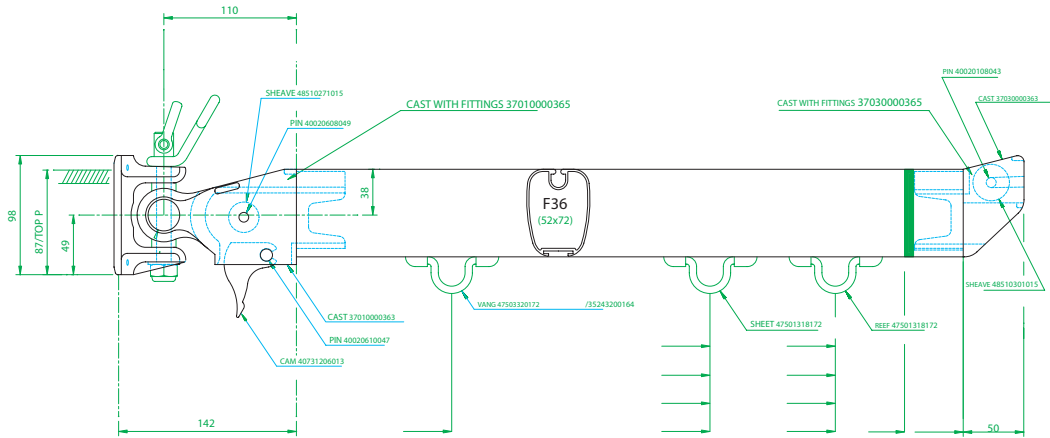 110
SHEAVE 48510271015
PIN 40020608049
CAST WITH FITTINGS 37010000365
CAST WITH FITTINGS 37030000365
PIN 40020108043
CAST 37030000363
98
87/TOP P
49
38
F36
(52x72)
SHEAVE 48510301015
VANG 47503320172 /35243200164
CAST 37010000363
SHEET 47501318172
REEF 47501318172
PIN 40020610047
CAM 40731206013
142
50